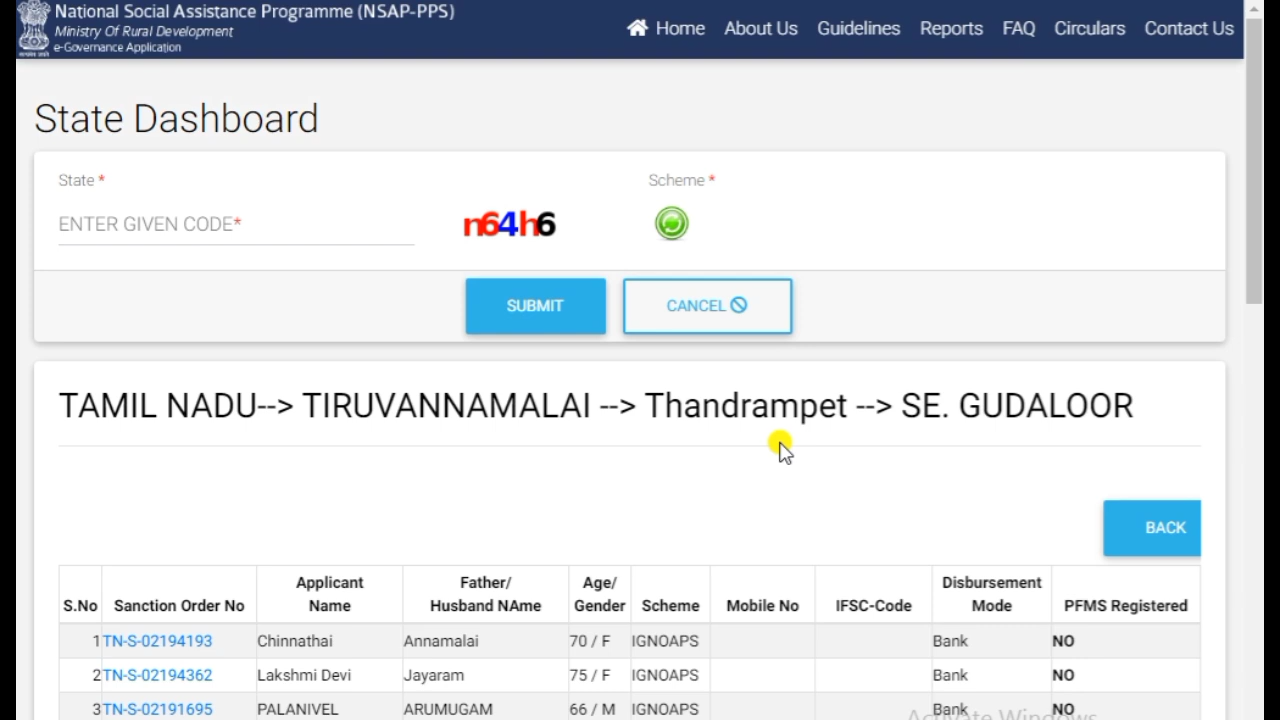 National Social Assistance Programme (NSAP-PPS)
Ministry Of Rural Development
e-Governance Application
Home About Us Guidelines Reports FAQ Circulars Contact Us
State Dashboard
State * Scheme *
ENTER GIVEN CODE* n64h6
SUBMIT CANCEL
TAMIL NADU--> TIRUVANNAMALAI --> Thandrampet --> SE. GUDALOOR
BACK
S.No Sanction Order No Applicant Name Father/ Husband NAme Age/ Gender Scheme Mobile No IFSC-Code Disbursement Mode PFMS Registered
1 TN-S-02194193 Chinnathai Annamalai 70 / F IGNOAPS Bank NO
2 TN-S-02194362 Lakshmi Devi Jayaram 75 / F IGNOAPS Bank NO
3 TN-S-02191695 PALANIVEL ARUMUGAM 66 / M IGNOAPS Bank NO
Activate Windows